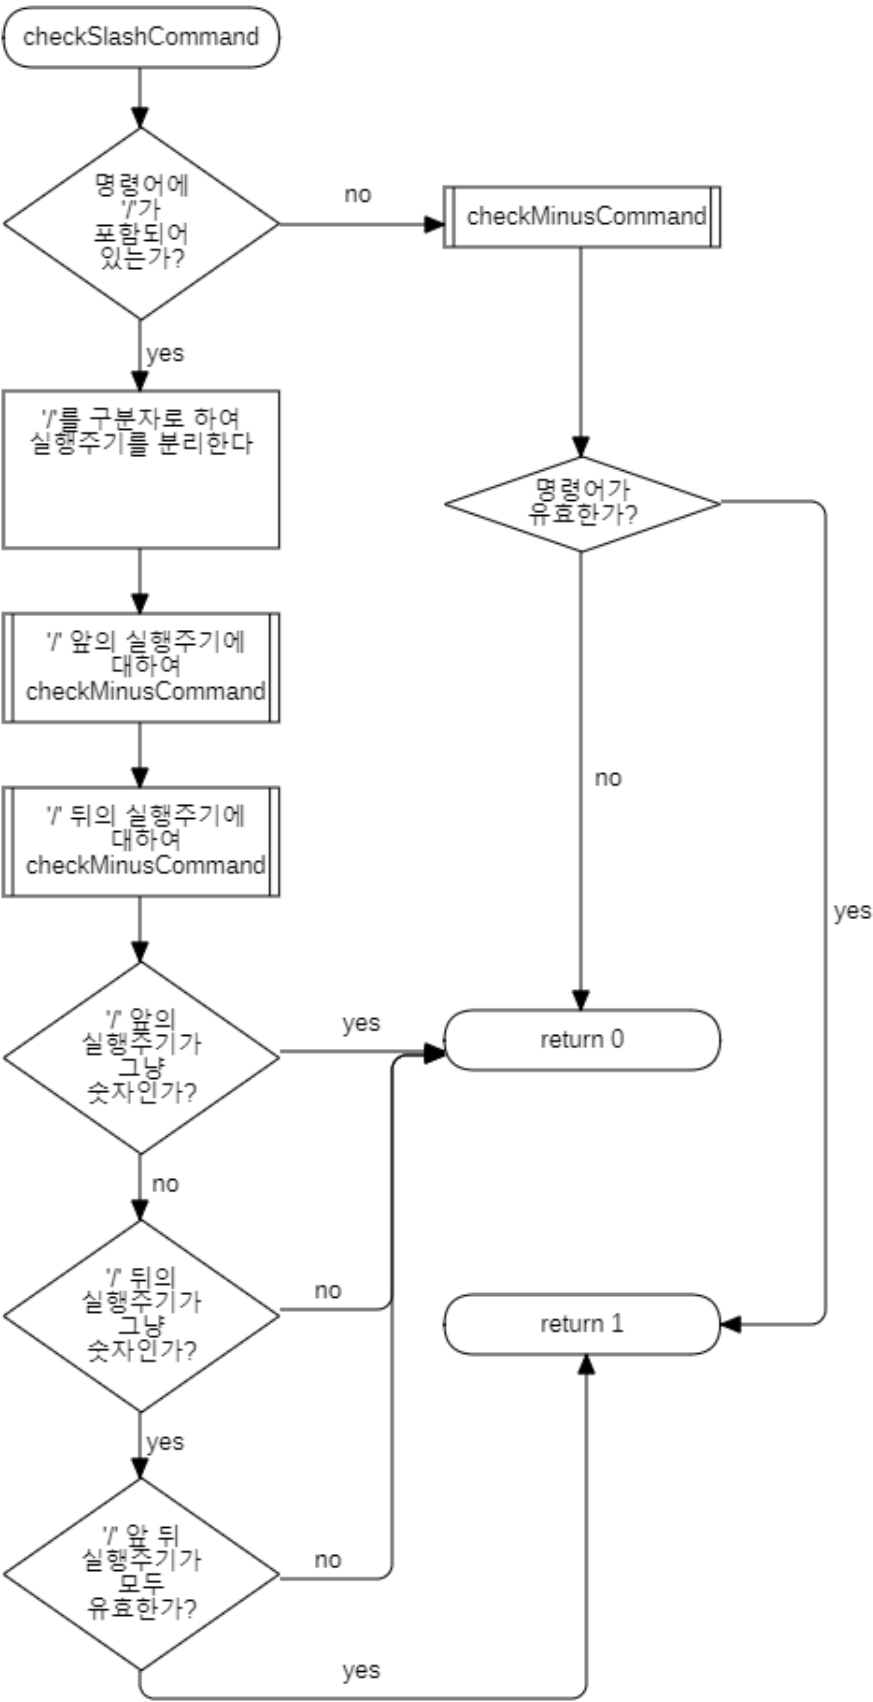 checkSlashCommand
명령어에
'/'가
포함되어
있는가?
no
checkMinusCommand
yes
'/'를 구분자로 하여
실행주기를 분리한다
명령어가
유효한가?
'/' 앞의 실행주기에
대하여
checkMinusCommand
no
'/' 뒤의 실행주기에
대하여
checkMinusCommand
yes
'/' 앞의
실행주기가
그냥
숫자인가?
yes
return 0
no
'/' 뒤의
실행주기가
그냥
숫자인가?
no
return 1
yes
'/' 앞 뒤
실행주기가
모두
유효한가?
no
yes